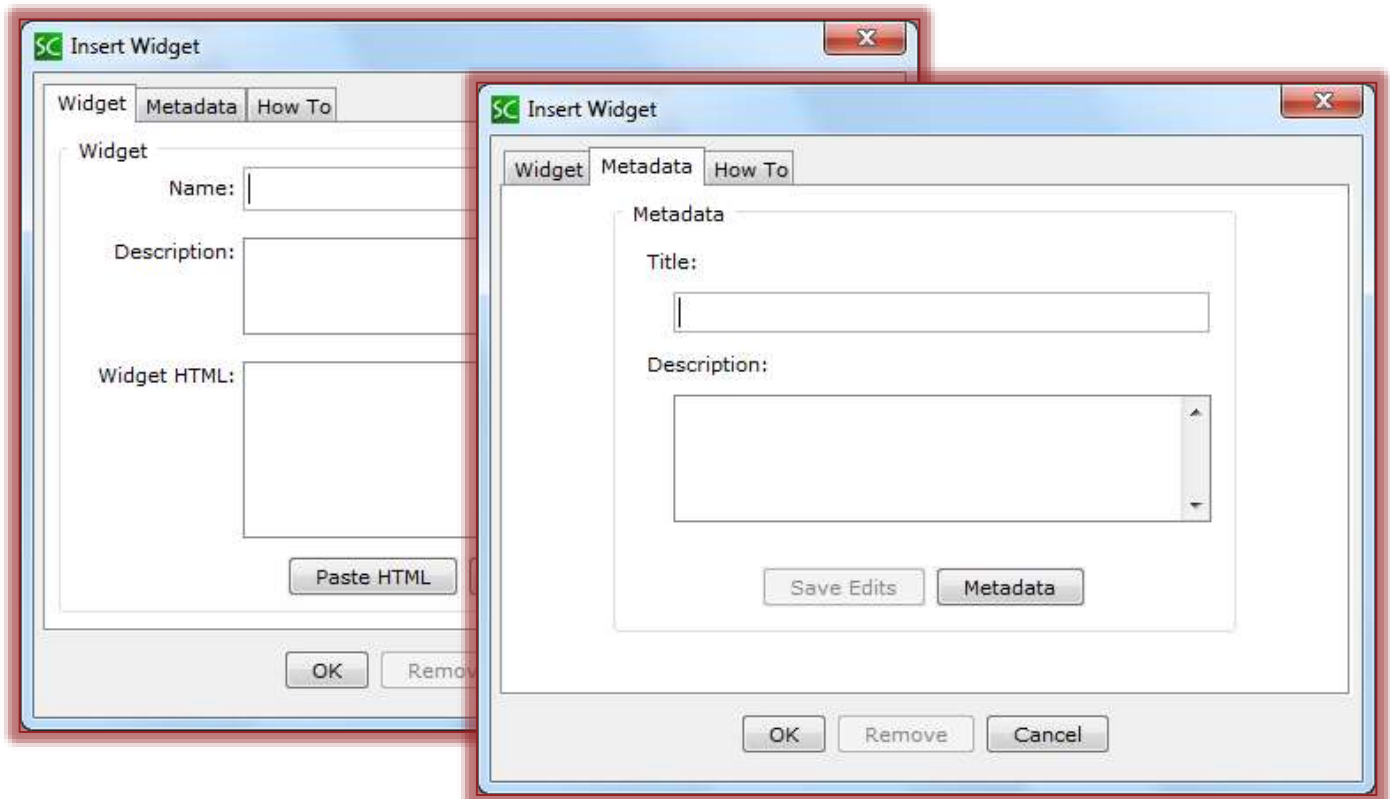 SC Insert Widget
X
Widget Metadata How To
Widget
Name:
Description:
Widget HTML:
Paste HTML
OK
SC Insert Widget
X
Widget Metadata How To
Metadata
Title:
Description:
Save Edits Metadata
OK Remove Cancel